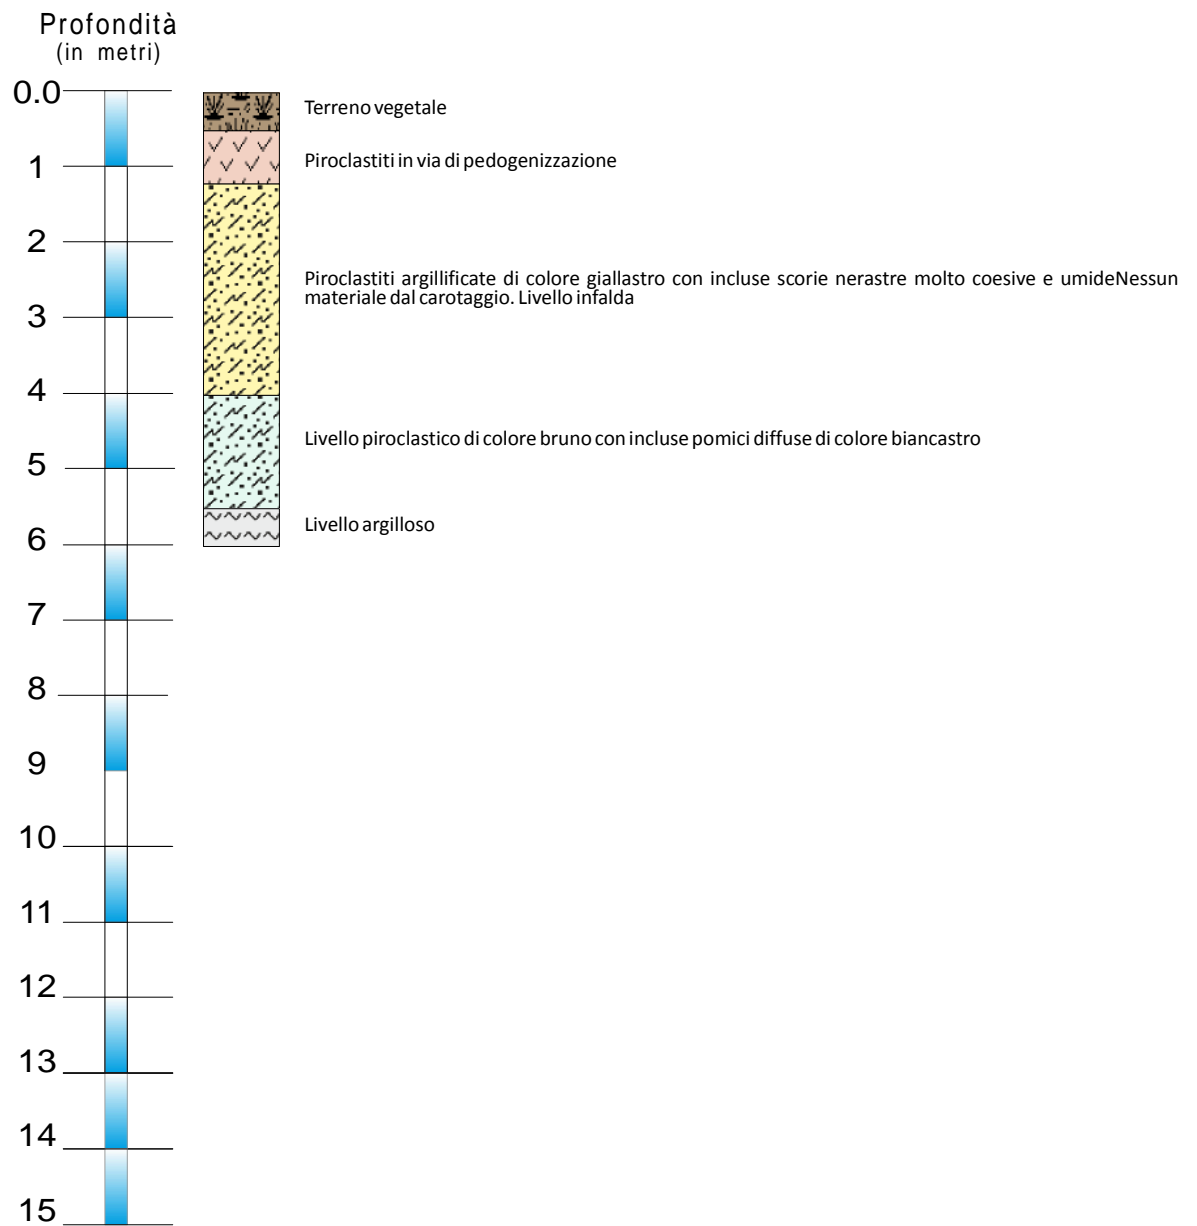 Profondità
(in metri)
0.0
Terreno vegetale
1
Piroclastiti in via di pedogenizzazione
2
Piroclastiti argillificate di colore giallastro con incluse scorie nerastre molto coesive e umideNessun
materiale dal carotaggio. Livello infalda
3
4
Livello piroclastico di colore bruno con incluse pomici diffuse di colore biancastro
5
Livello argilloso
6
7
8
9
10
11
12
13
14
15